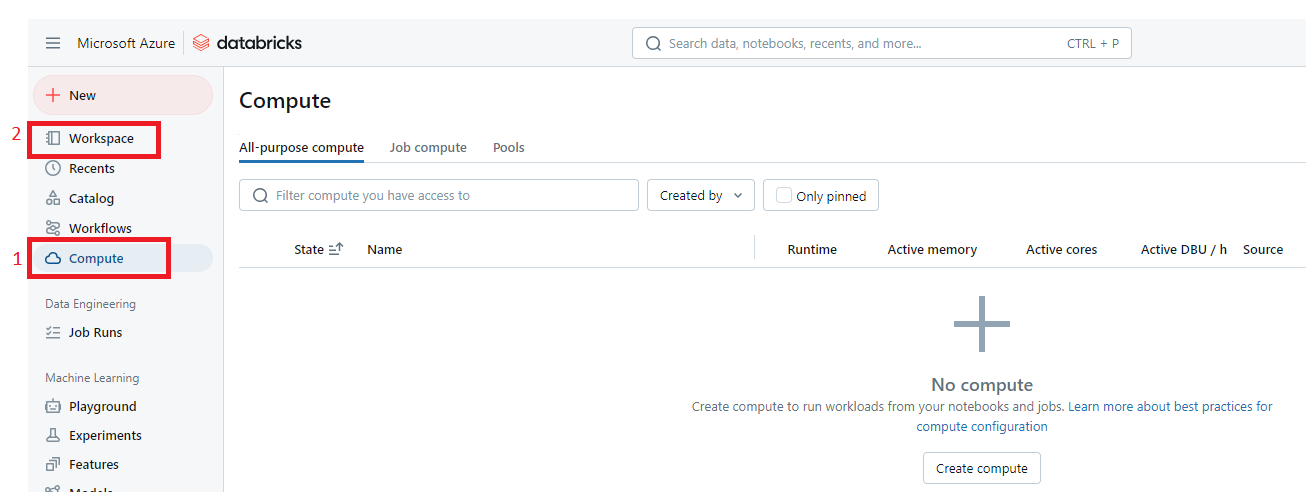 Microsoft Azure databricks
Search data, notebooks, recents, and more... CTRL + P
New
2 Workspace
Recents
Catalog
Workflows
1 Compute
Data Engineering
Job Runs
Machine Learning
Playground
Experiments
Features
Models
Compute
All-purpose compute Job compute Pools
Filter compute you have access to Created by Only pinned
State Name Runtime Active memory Active cores Active DBU / h Source
No compute
Create compute to run workloads from your notebooks and jobs. Learn more about best practices for
compute configuration
Create compute